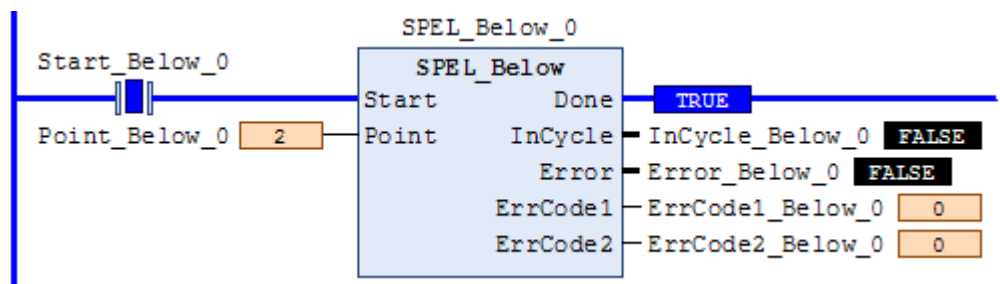 SPEL_Below_0
Start_Below_0
SPEL_Below
Start Done TRUE
Point_Below_0 2 Point InCycle InCycle_Below_0 FALSE
Error Error_Below_0 FALSE
ErrCode1 ErrCode1_Below_0 0
ErrCode2 ErrCode2_Below_0 0